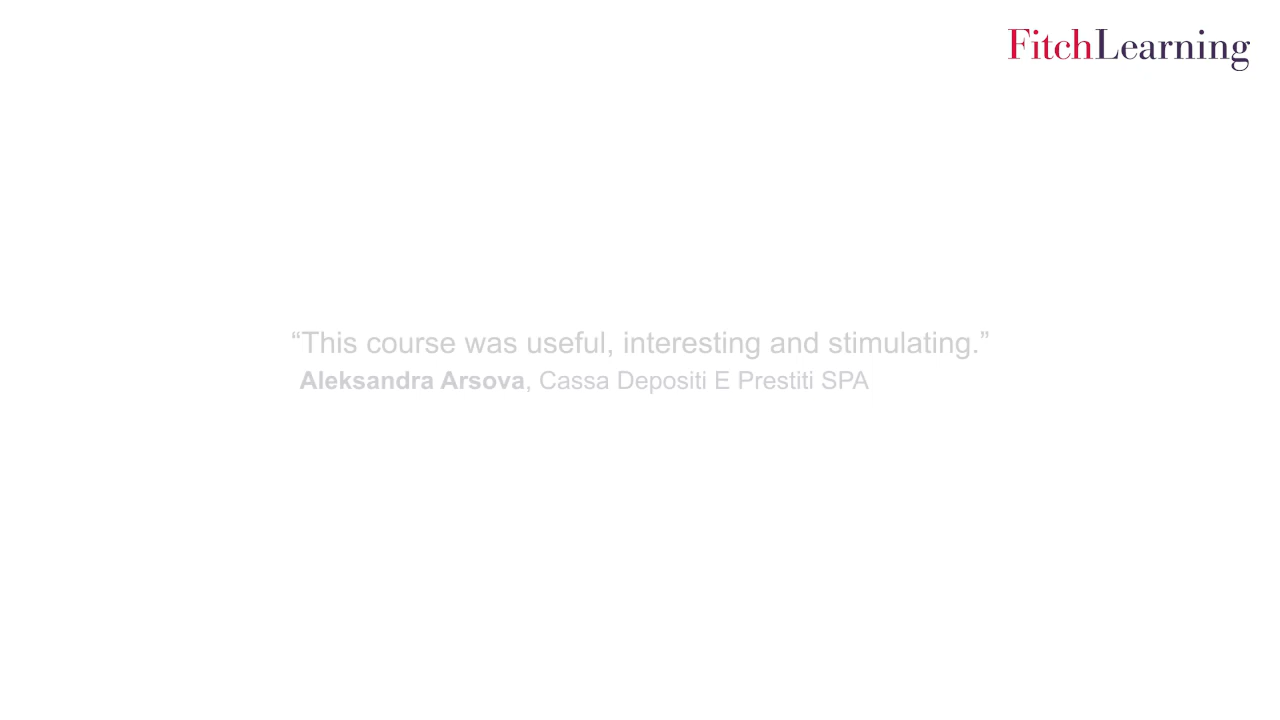 FitchLearning
“This course was useful, interesting and stimulating.”
Aleksandra Arsova, Cassa Depositi E Prestiti SPA